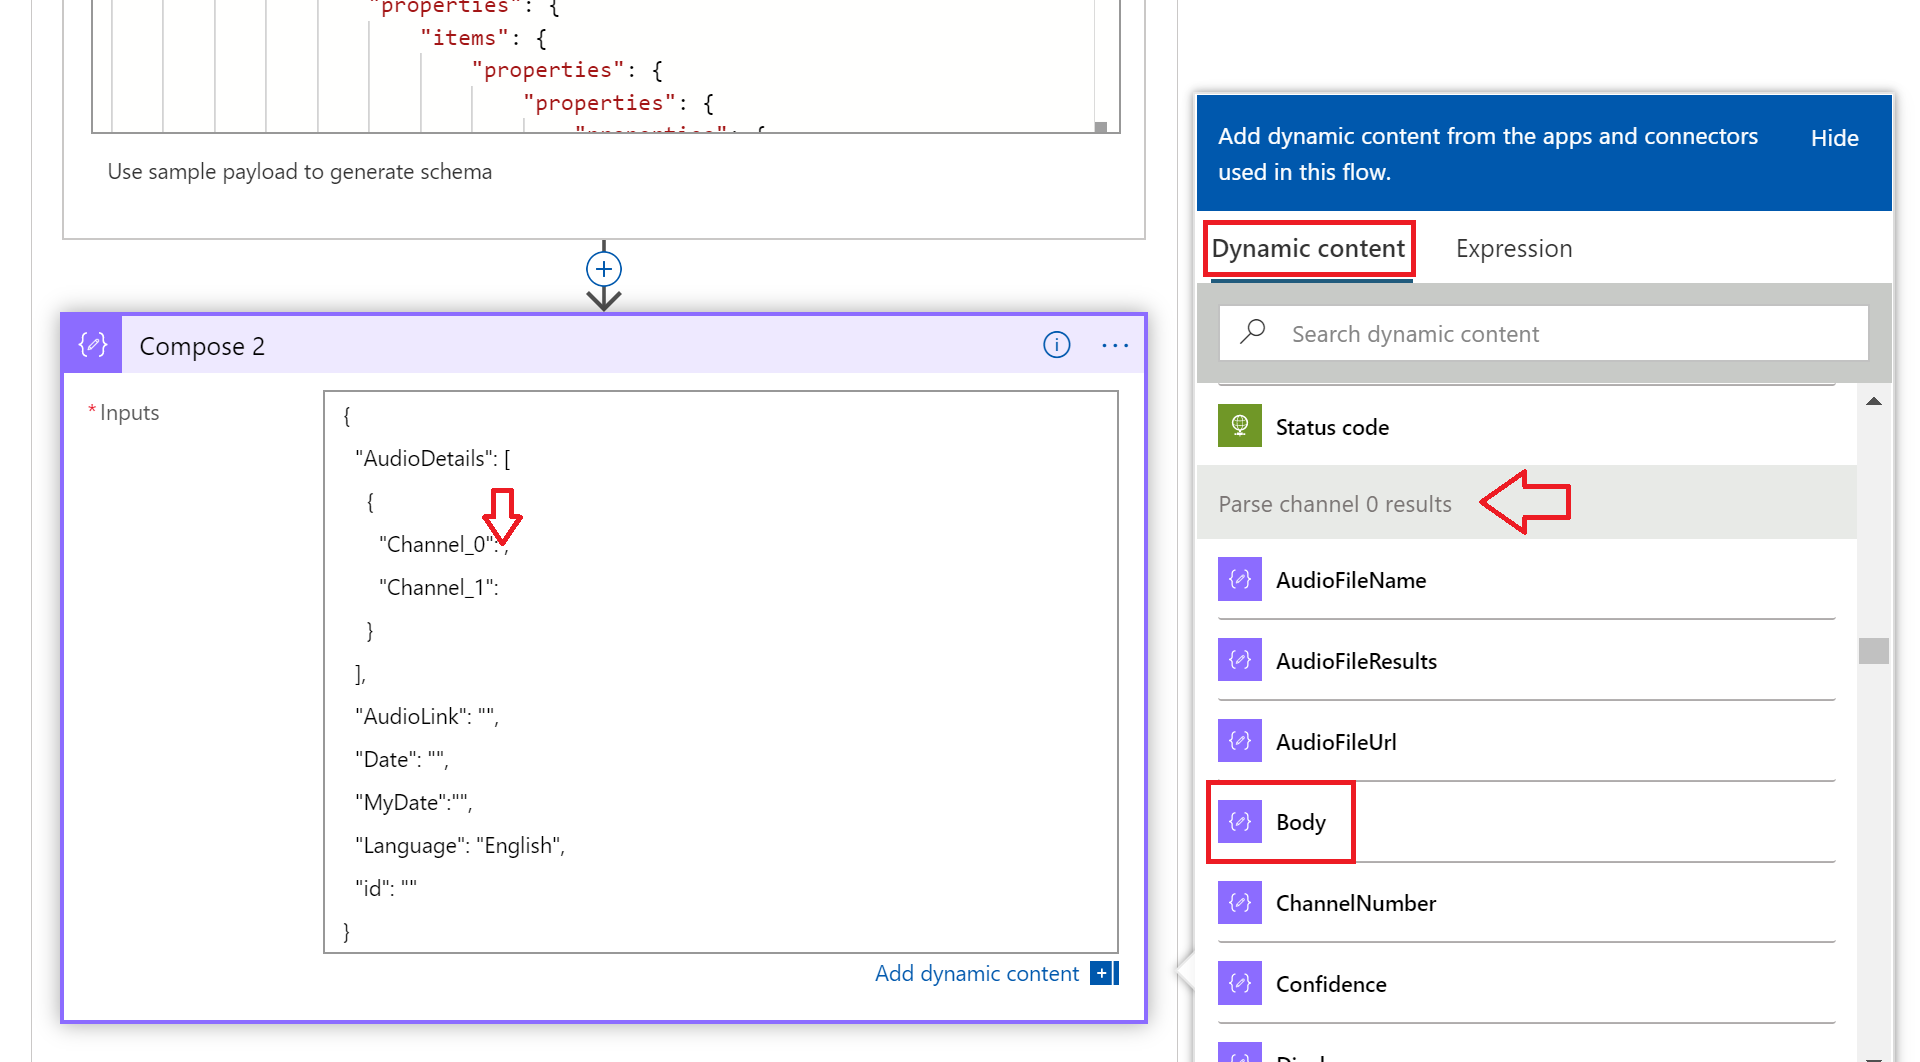 "properties": {
"items": {
"properties": {
"properties": {
"properties": {
Use sample payload to generate schema
Compose 2
* Inputs
{
"AudioDetails": [
{
"Channel_0": ,
"Channel_1":
}
],
"AudioLink": "",
"Date": "",
"MyDate":"",
"Language": "English",
"id": ""
}
Add dynamic content
Add dynamic content from the apps and connectors
used in this flow.
Hide
Dynamic content
Expression
Search dynamic content
Status code
Parse channel 0 results
AudioFileName
AudioFileResults
AudioFileUrl
Body
ChannelNumber
Confidence